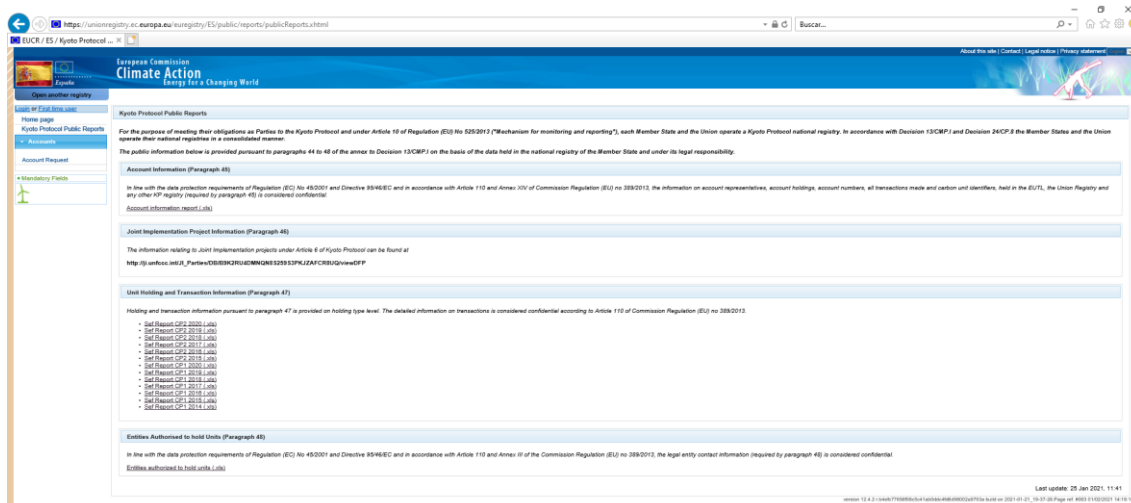 https://unionregistry.ec.europa.eu/euregistry/ES/public/reports/publicReports.xhtml
Buscar...
EUCR / ES / Kyoto Protocol ...
About this site | Contact | Legal notice | Privacy statement
España
European Commission
Climate Action
Energy for a Changing World
Open another registry
Login or First time user
Home page
Kyoto Protocol Public Reports
Accounts
Account Request
Mandatory Fields
Kyoto Protocol Public Reports
For the purpose of meeting their obligations as Parties to the Kyoto Protocol and under Article 10 of Regulation (EU) No 525/2013 ("Mechanism for monitoring and reporting"), each Member State and the Union operate a Kyoto Protocol national registry. In accordance with Decision 13/CMP.I and Decision 24/CP.8 the Member States and the Union
operate their national registries in a consolidated manner.
The public information below is provided pursuant to paragraphs 44 to 48 of the annex to Decision 13/CMP.I on the basis of the data held in the national registry of the Member State and under its legal responsibility.
Account Information (Paragraph 45)
In line with the data protection requirements of Regulation (EC) No 45/2001 and Directive 95/46/EC and in accordance with Article 110 and Annex XIV of Commission Regulation (EU) no 389/2013, the information on account representatives, account holdings, account numbers, all transactions made and carbon unit identifiers, held in the EUTL, the Union Registry and
any other KP registry (required by paragraph 45) is considered confidential.
Account information report (.xls)
Joint Implementation Project Information (Paragraph 46)
The information relating to Joint Implementation projects under Article 6 of Kyoto Protocol can be found at
Unit Holding and Transaction Information (Paragraph 47)
Holding and transaction information pursuant to paragraph 47 is provided on holding type level. The detailed information on transactions is considered confidential according to Article 110 of Commission Regulation (EU) no 389/2013.
Sef Report CP2 2020 (.xls)
Sef Report CP2 2019 (.xls)
Sef Report CP2 2018 (.xls)
Sef Report CP2 2017 (.xls)
Sef Report CP2 2016 (.xls)
Sef Report CP2 2015 (.xls)
Sef Report CP1 2020 (.xls)
Sef Report CP1 2019 (.xls)
Sef Report CP1 2018 (.xls)
Sef Report CP1 2017 (.xls)
Sef Report CP1 2016 (.xls)
Sef Report CP1 2015 (.xls)
Sef Report CP1 2014 (.xls)
Entities Authorised to hold Units (Paragraph 48)
In line with the data protection requirements of Regulation (EC) No 45/2001 and Directive 95/46/EC and in accordance with Article 110 and Annex III of the Commission Regulation (EU) no 389/2013, the legal entity contact information (required by paragraph 48) is considered confidential.
Entities authorized to hold units (.xls)
Last update: 25 Jan 2021, 11:41